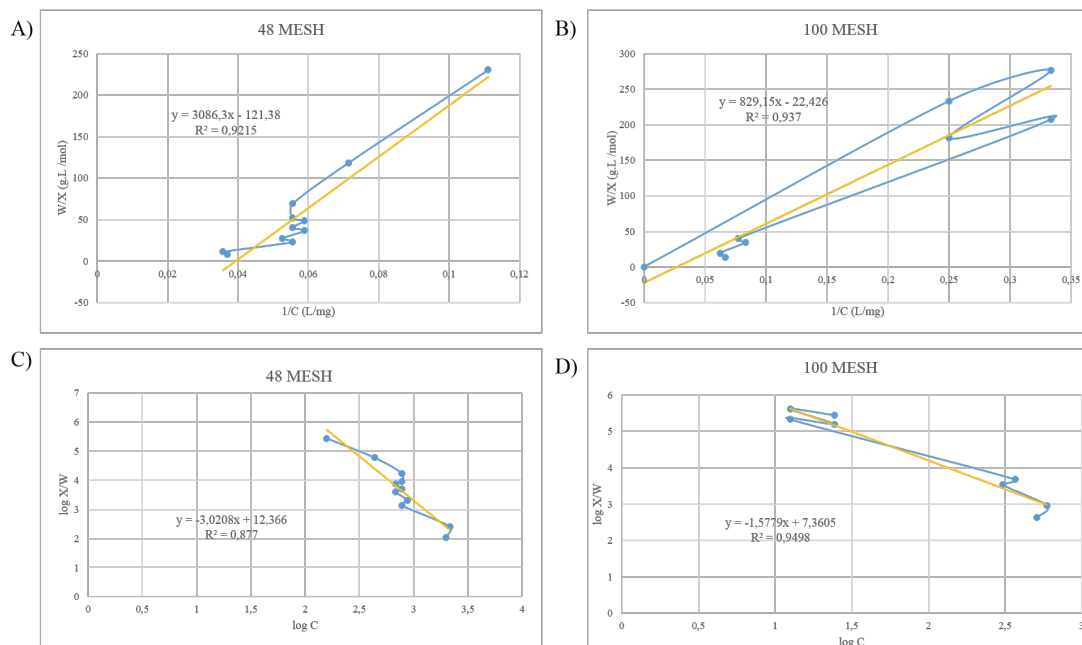 A)
48 MESH
250
200
150
100
50
0
-50
0
0,02
0,04
0,06
0,08
0,1
0,12
W/X (g.L /mol)
1/C (L/mg)
y = 3086,3x - 121,38
R² = 0,9215
B)
100 MESH
300
250
200
150
100
50
0
-50
0
0,05
0,1
0,15
0,2
0,25
0,3
0,35
W/X (g.L /mol)
1/C (L/mg)
y = 829,15x - 22,426
R² = 0,937
C)
48 MESH
7
6
5
4
3
2
1
0
0
0,5
1
1,5
2
2,5
3
3,5
4
log X/W
log C
y = -3,0208x + 12,366
R² = 0,877
D)
100 MESH
6
5
4
3
2
1
0
0
0,5
1
1,5
2
2,5
3
log X/W
log C
y = -1,5779x + 7,3605
R² = 0,9498